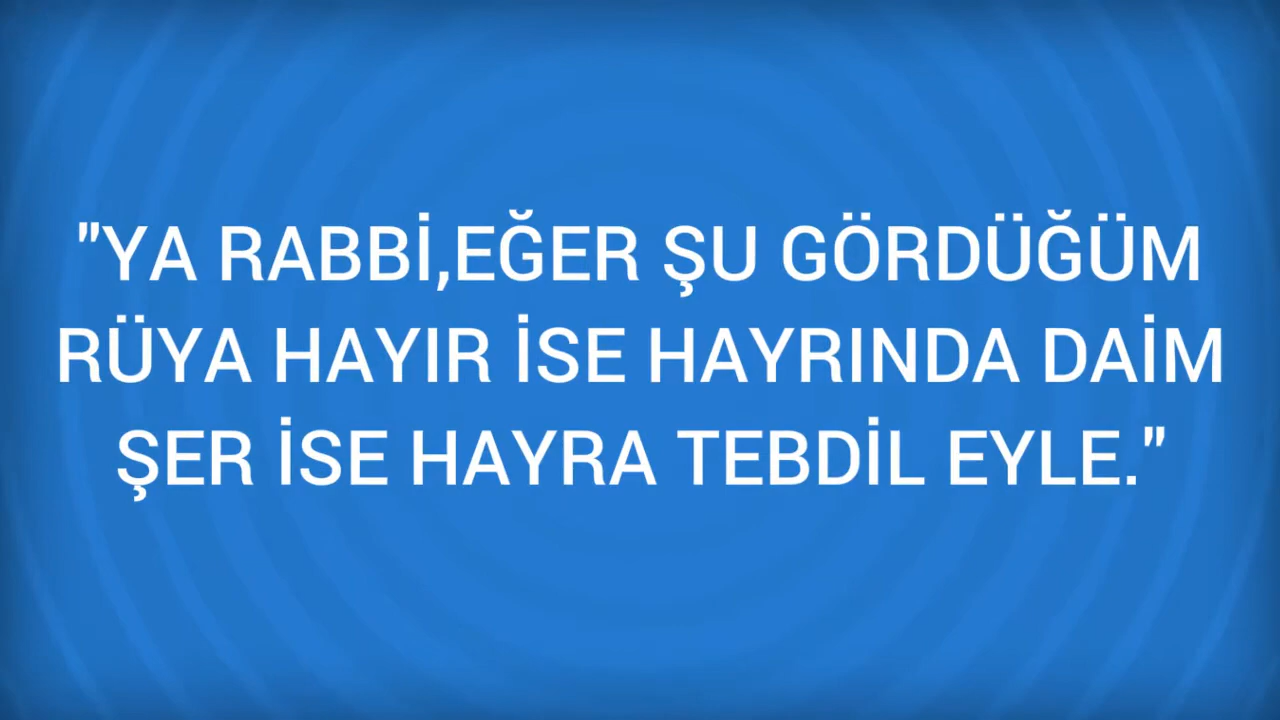 "YA RABBİ,EĞER ŞU GÖRDÜĞÜM
RÜYA HAYIR İSE HAYRINDA DAİM
ŞER İSE HAYRA TEBDİL EYLE."